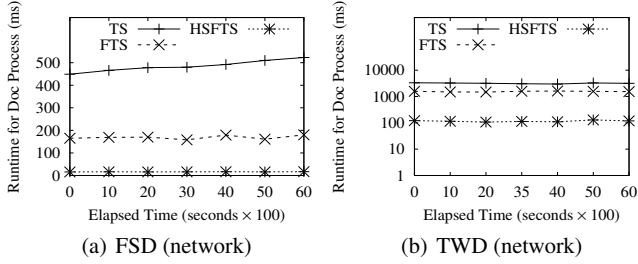 Runtime for Doc Process (ms)
TS
FTS
HSFTS
500
400
300
200
100
0
0 10 20 30 40 50 60
Elapsed Time (seconds × 100)
(a) FSD (network)
Runtime for Doc Process (ms)
TS
FTS
HSFTS
10000
1000
100
10
1
0 10 20 35 40 50 60
Elapsed Time (seconds × 100)
(b) TWD (network)